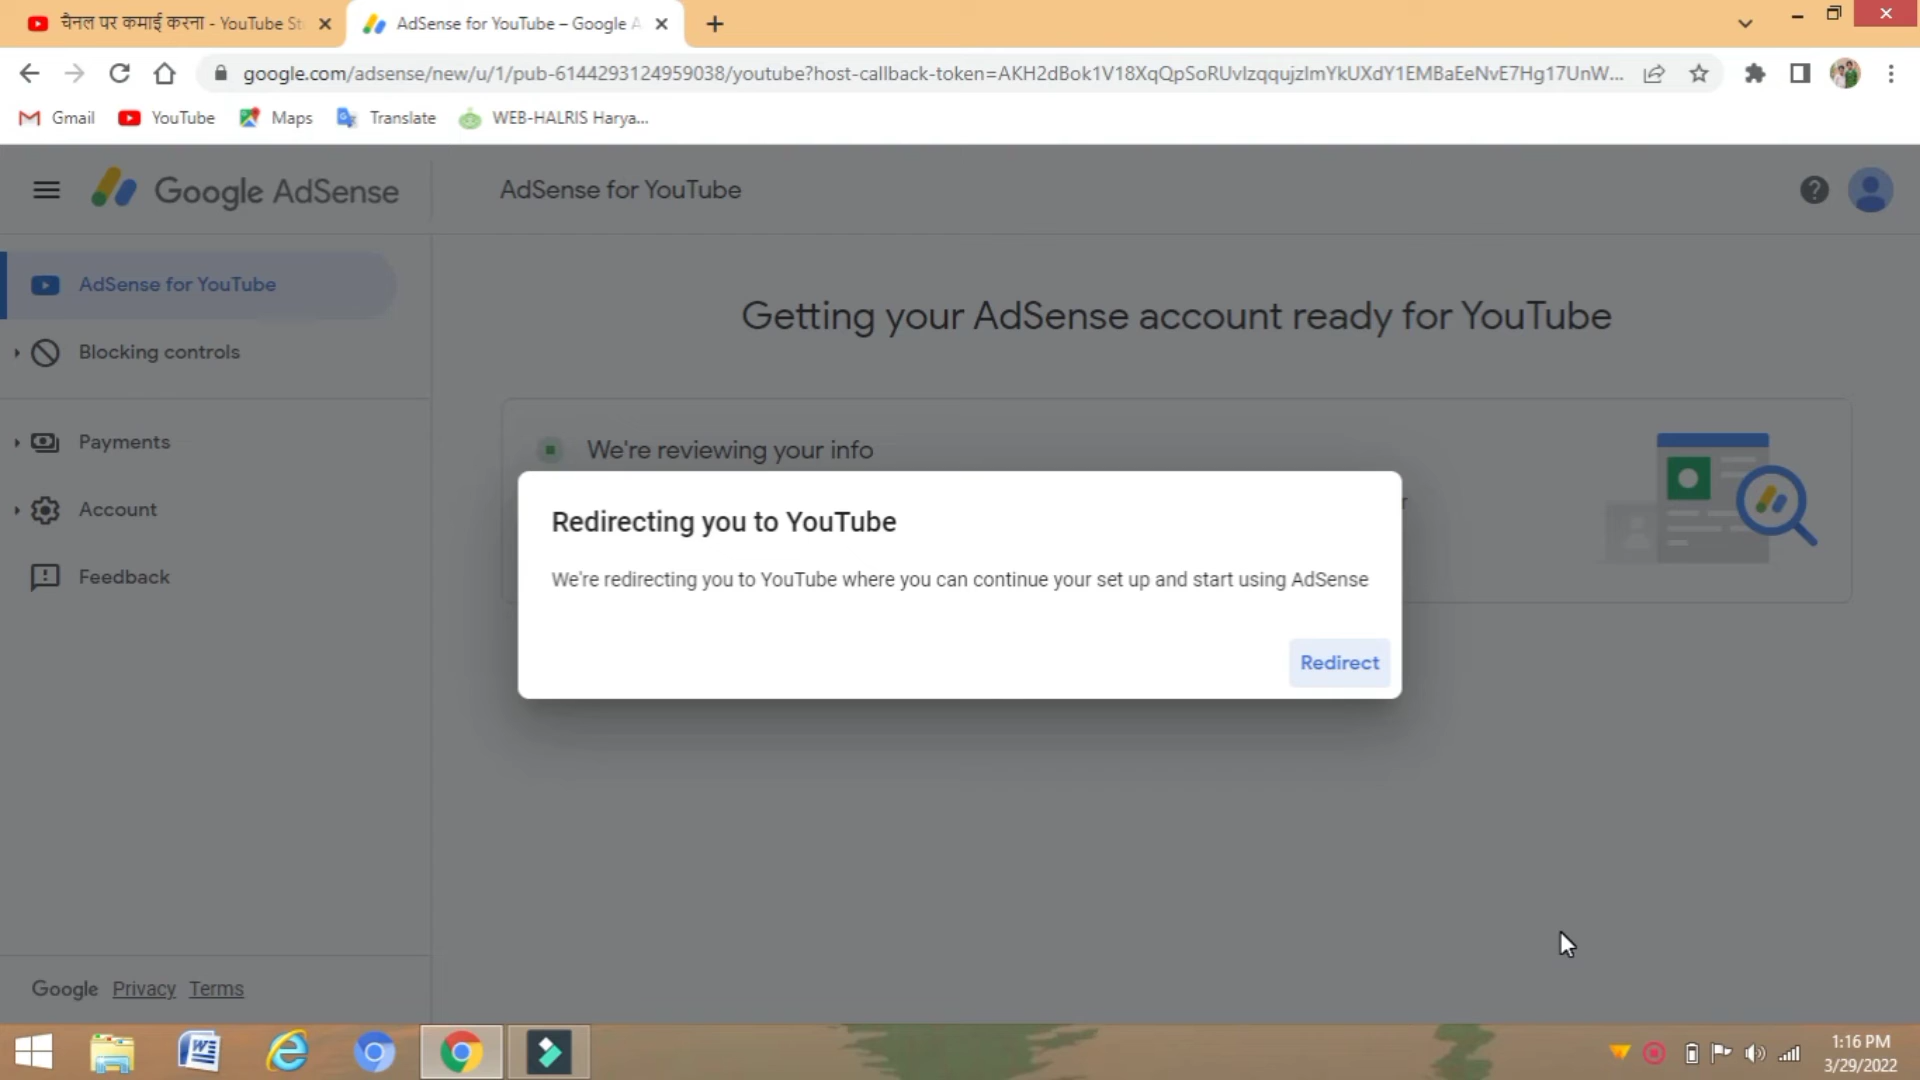 चैनल पर कमाई करना - YouTube St
AdSense for YouTube – Google A
google.com/adsense/new/u/1/pub-6144293124959038/youtube?host-callback-token=AKH2dBok1V18XqQpSoRUvIzqqujzImYkUXdY1EMBaEeNvE7Hg17UnW...
Gmail
YouTube
Maps
Translate
WEB-HALRIS Harya...
Google AdSense
AdSense for YouTube
AdSense for YouTube
Blocking controls
Payments
Account
Feedback
Getting your AdSense account ready for YouTube
We're reviewing your info
Redirecting you to YouTube
We're redirecting you to YouTube where you can continue your set up and start using AdSense
Redirect
Google Privacy Terms
1:16 PM
3/29/2022